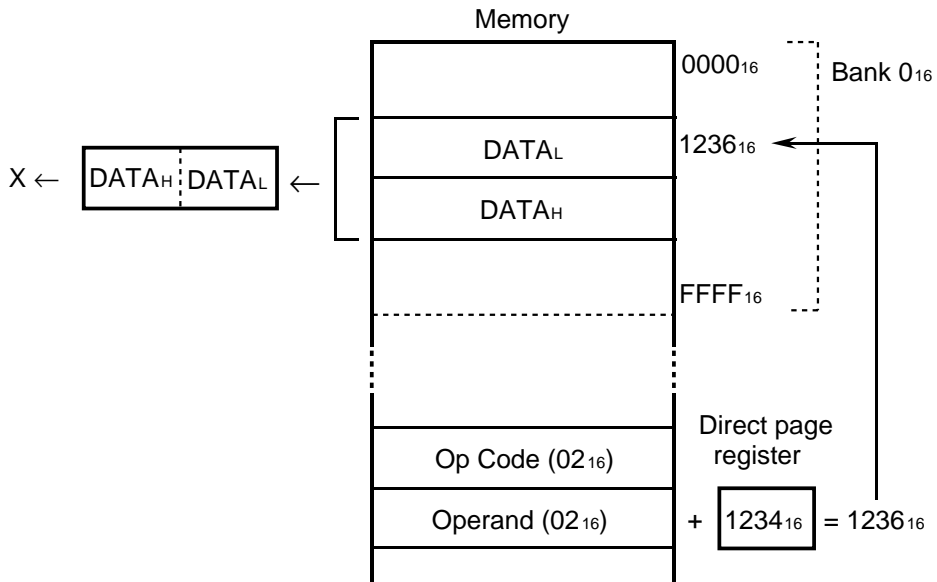 Memory
0000₁₆
Bank 0₁₆
DATAL
1236₁₆
X ← DATAH DATAL ←
DATAH
FFFF₁₆
Direct page
register
Op Code (02₁₆)
Operand (02₁₆) + 1234₁₆ = 1236₁₆